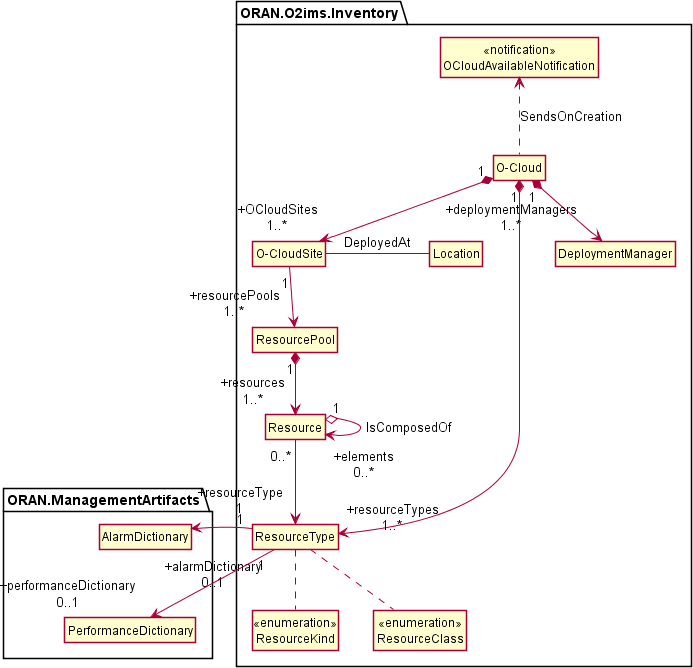 ORAN.O2ims.Inventory
«notification»
OCloudAvailableNotification
SendsOnCreation
O-Cloud
1
1
1
+OCloudSites
1..*
+deploymentManagers
1..*
DeployedAt
O-CloudSite
Location
DeploymentManager
1
+resourcePools
1..*
ResourcePool
1
+resources
1..*
1
Resource
IsComposedOf
0..*
+elements
0..*
ORAN.ManagementArtifacts
+resourceType
1
1
+resourceTypes
1..*
AlarmDictionary
ResourceType
+alarmDictionary
0..1
1
+performanceDictionary
0..1
PerformanceDictionary
«enumeration»
ResourceKind
«enumeration»
ResourceClass